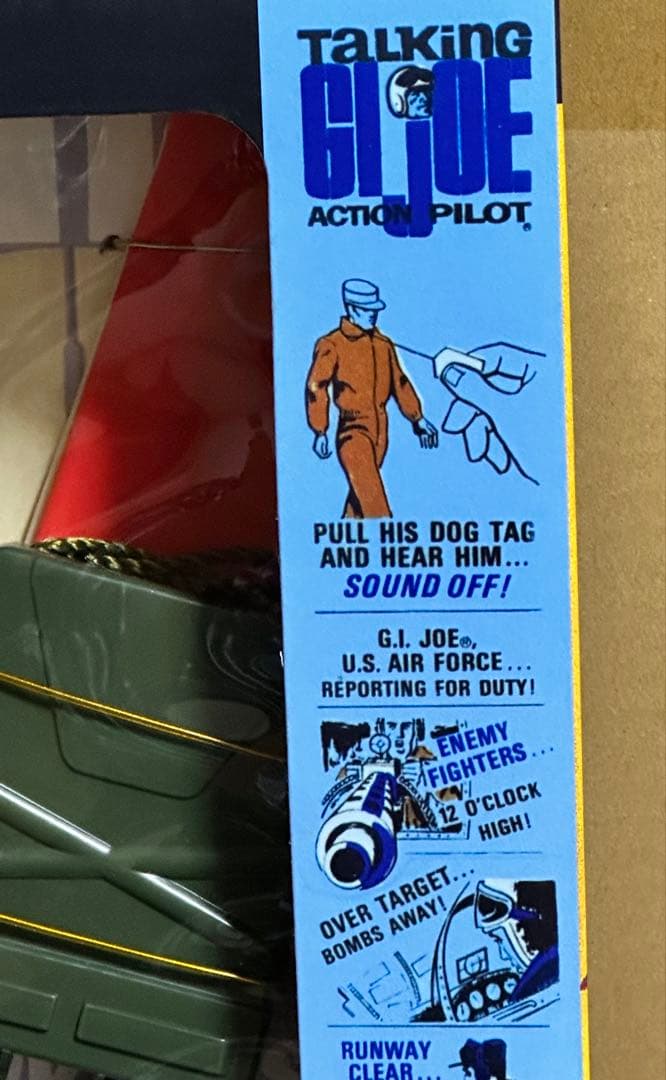 TALKING
GI JOE
ACTION PILOT®
PULL HIS DOG TAG
AND HEAR HIM...
SOUND OFF!
G.I. JOE®,
U.S. AIR FORCE...
REPORTING FOR DUTY!
ENEMY
FIGHTERS...
12 O'CLOCK
HIGH!
OVER TARGET...
BOMBS AWAY!
RUNWAY
CLEAR...